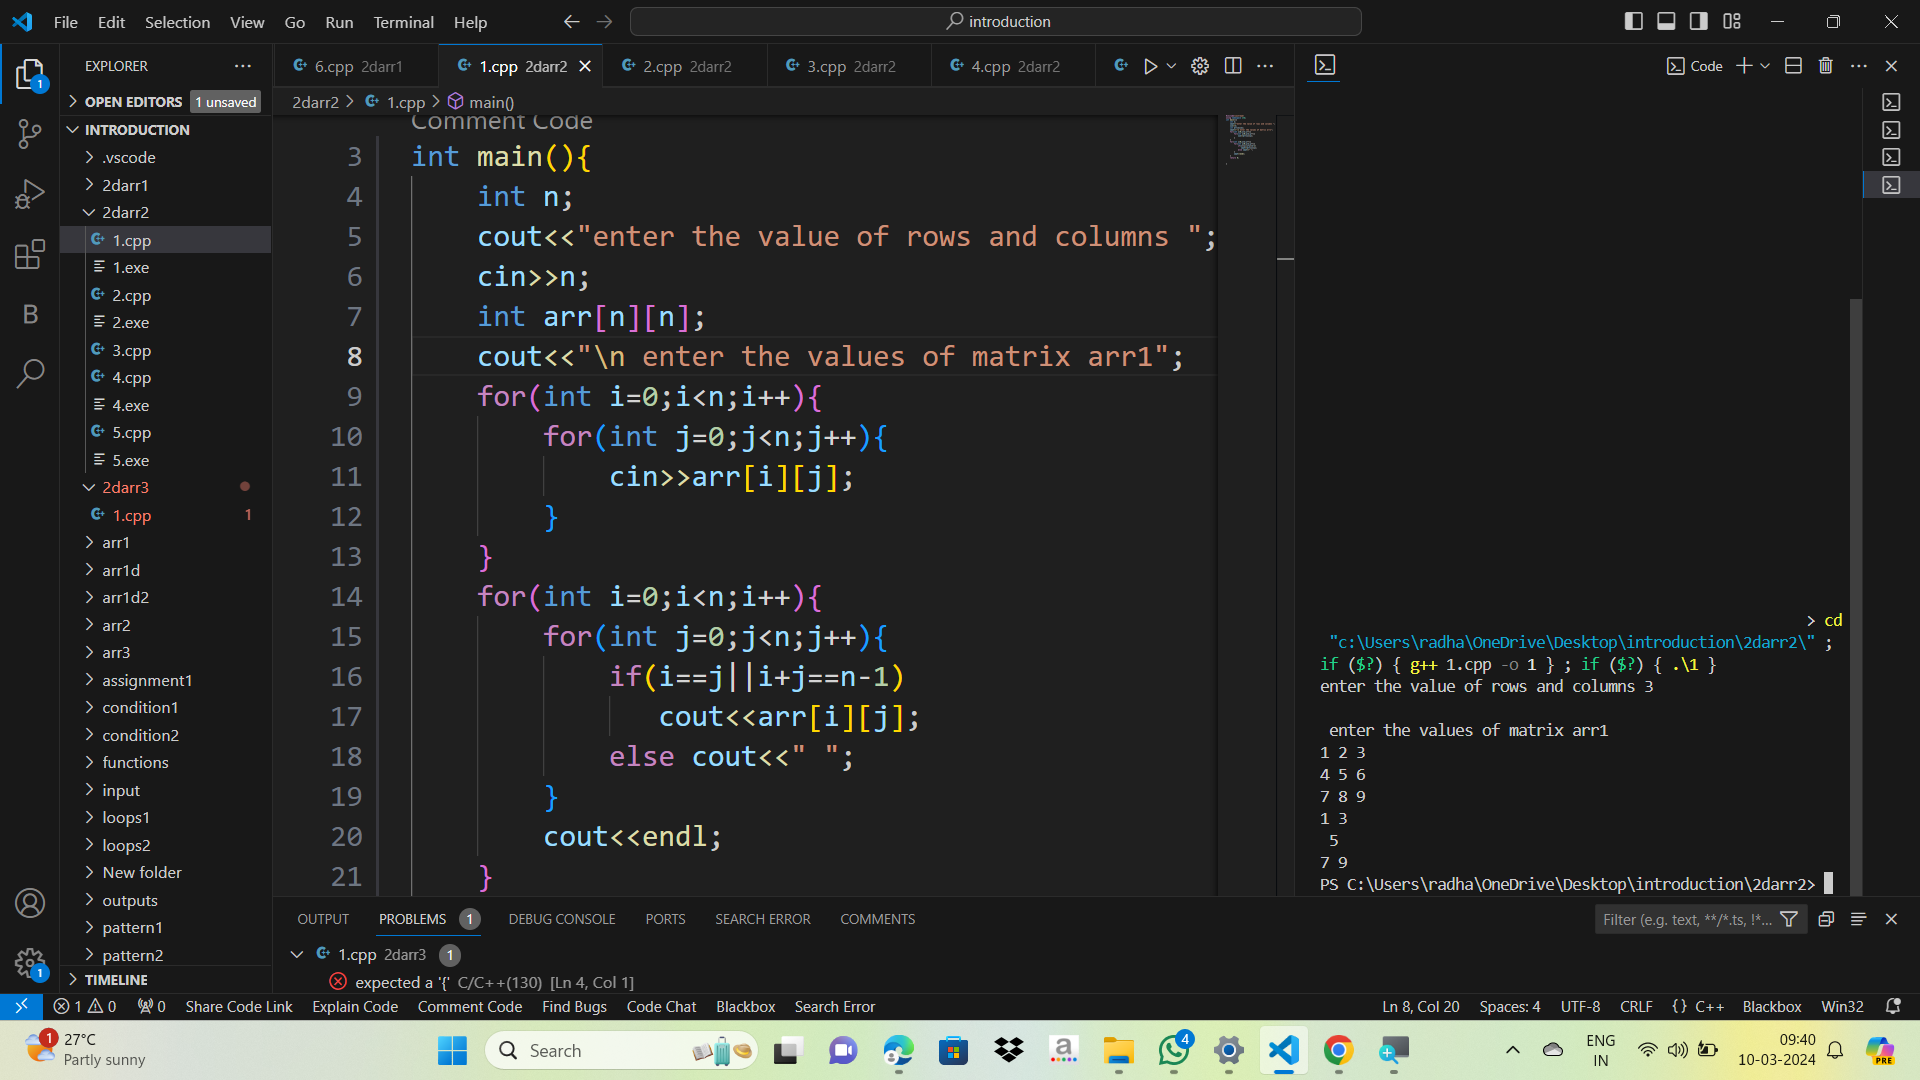 File Edit Selection View Go Run Terminal Help
introduction
EXPLORER
6.cpp 2darr1
1.cpp 2darr2
2.cpp 2darr2
3.cpp 2darr2
4.cpp 2darr2
Code
OPEN EDITORS 1 unsaved
2darr2 > 1.cpp > main()
INTRODUCTION
.vscode
2darr1
2darr2
1.cpp
1.exe
2.cpp
2.exe
3.cpp
4.cpp
4.exe
5.cpp
5.exe
2darr3
1.cpp 1
arr1
arr1d
arr1d2
arr2
arr3
assignment1
condition1
condition2
functions
input
loops1
loops2
New folder
outputs
pattern1
pattern2
TIMELINE
Comment Code
3 int main(){
4 int n;
5 cout<<"enter the value of rows and columns ";
6 cin>>n;
7 int arr[n][n];
8 cout<<"\n enter the values of matrix arr1";
9 for(int i=0;i<n;i++){
10 for(int j=0;j<n;j++){
11 cin>>arr[i][j];
12 }
13 }
14 for(int i=0;i<n;i++){
15 for(int j=0;j<n;j++){
16 if(i==j||i+j==n-1)
17 cout<<arr[i][j];
18 else cout<<" ";
19 }
20 cout<<endl;
21 }
> cd
"c:\Users\radha\OneDrive\Desktop\introduction\2darr2\" ;
if ($?) { g++ 1.cpp -o 1 } ; if ($?) { .\1 }
enter the value of rows and columns 3
enter the values of matrix arr1
1 2 3
4 5 6
7 8 9
1 3
5
7 9
PS C:\Users\radha\OneDrive\Desktop\introduction\2darr2>
OUTPUT PROBLEMS 1 DEBUG CONSOLE PORTS SEARCH ERROR COMMENTS
Filter (e.g. text, **/*.ts, !*...
1.cpp 2darr3 1
expected a '{' C/C++(130) [Ln 4, Col 1]
1 0 0 Share Code Link Explain Code Comment Code Find Bugs Code Chat Blackbox Search Error
Ln 8, Col 20 Spaces: 4 UTF-8 CRLF {} C++ Blackbox Win32
1
27°C
Partly sunny
Search
4
ENG
IN
09:40
10-03-2024
PRE
B
1
1
a